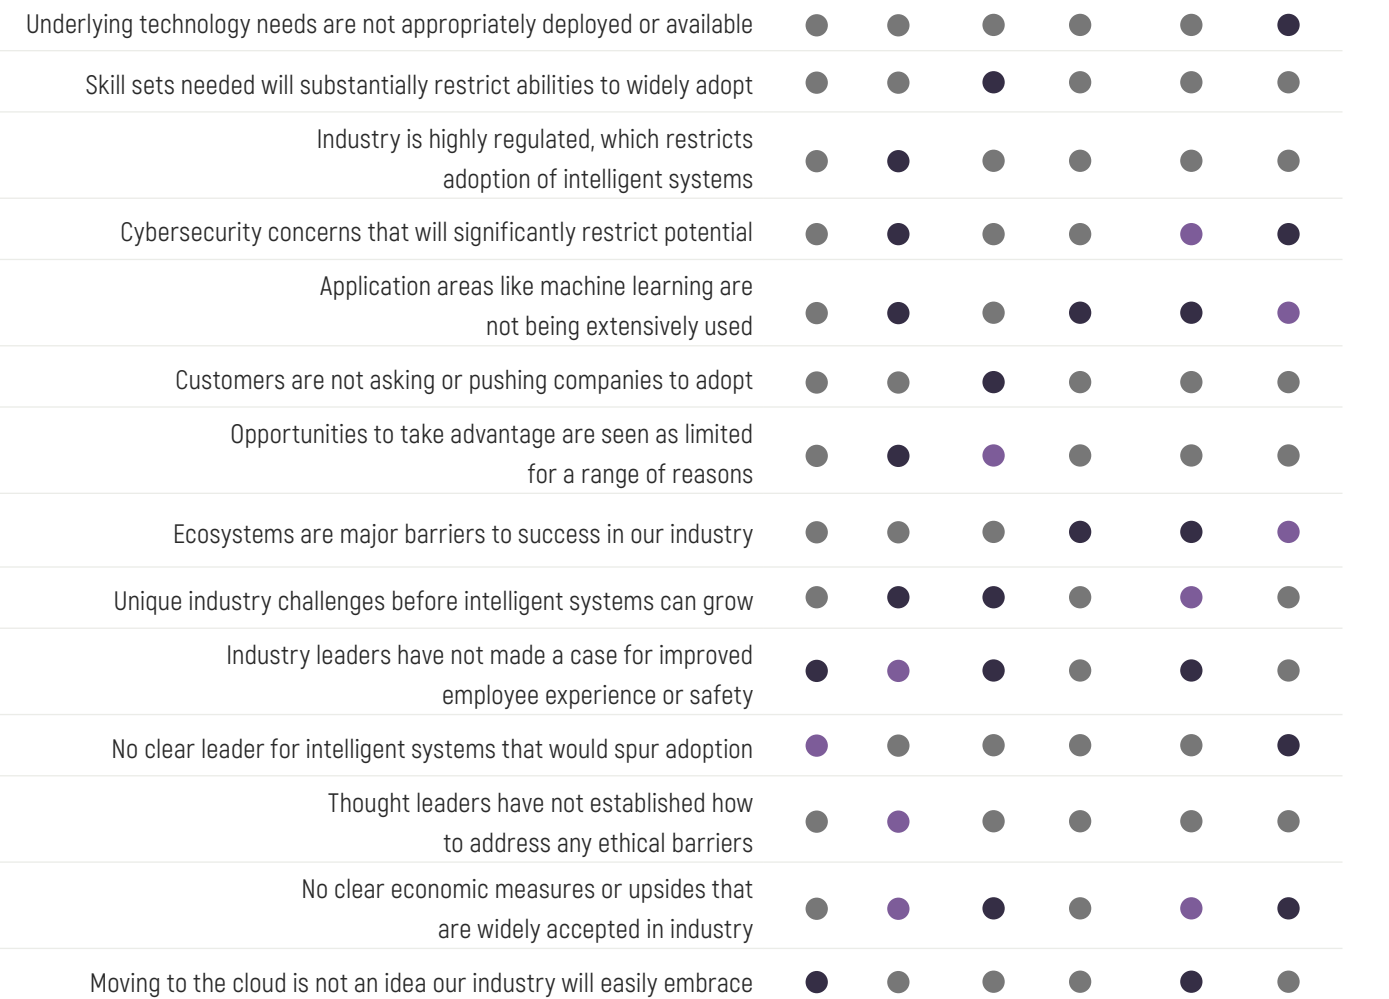 Underlying technology needs are not appropriately deployed or available
Skill sets needed will substantially restrict abilities to widely adopt
Industry is highly regulated, which restricts
adoption of intelligent systems
Cybersecurity concerns that will significantly restrict potential
Application areas like machine learning are
not being extensively used
Customers are not asking or pushing companies to adopt
Opportunities to take advantage are seen as limited
for a range of reasons
Ecosystems are major barriers to success in our industry
Unique industry challenges before intelligent systems can grow
Industry leaders have not made a case for improved
employee experience or safety
No clear leader for intelligent systems that would spur adoption
Thought leaders have not established how
to address any ethical barriers
No clear economic measures or upsides that
are widely accepted in industry
Moving to the cloud is not an idea our industry will easily embrace